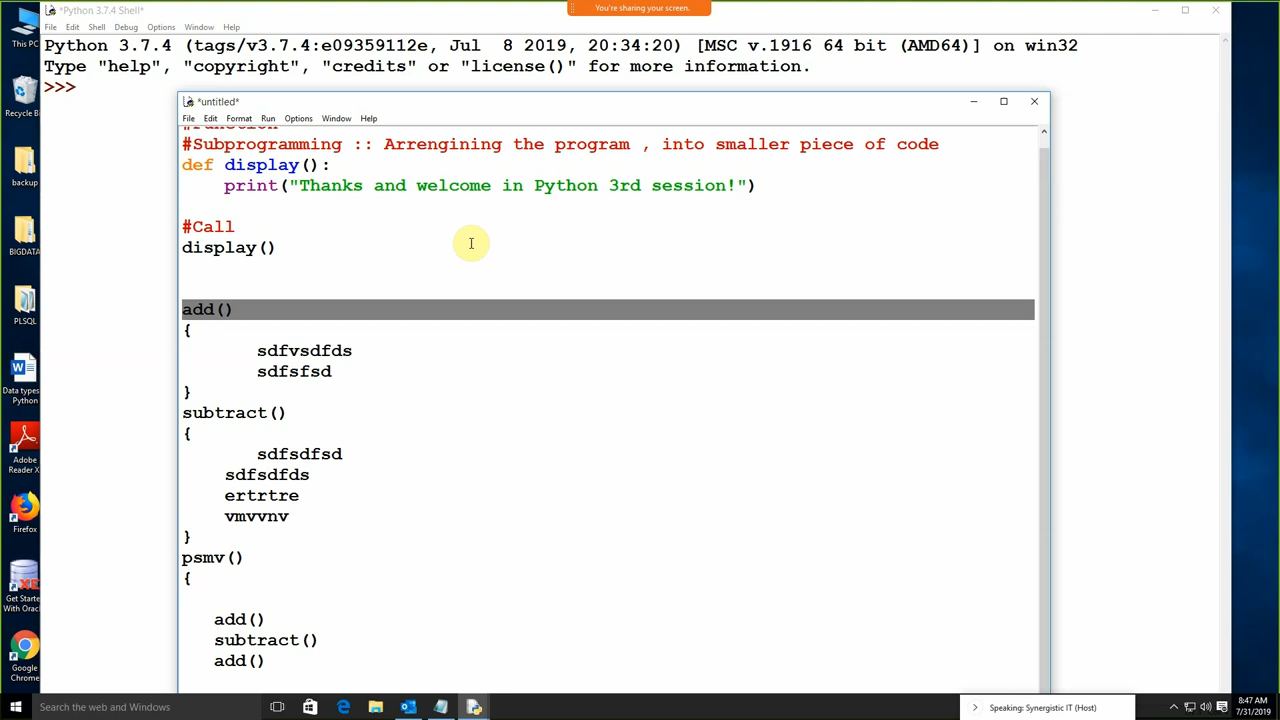 You're sharing your screen.
*Python 3.7.4 Shell*
File Edit Shell Debug Options Window Help
Python 3.7.4 (tags/v3.7.4:e09359112e, Jul  8 2019, 20:34:20) [MSC v.1916 64 bit (AMD64)] on win32
Type "help", "copyright", "credits" or "license()" for more information.
>>>
*untitled*
File Edit Format Run Options Window Help
#Function
#Subprogramming :: Arrengining the program , into smaller piece of code
def display():
    print("Thanks and welcome in Python 3rd session!")
#Call
display()
add()
{
       sdfvsdfds
       sdfsfsd
}
subtract()
{
       sdfsdfsd
    sdfsdfds
    ertrtre
    vmvvnv
}
psmv()
{
   add()
   subtract()
   add()
This PC
Recycle Bi
backup
BIGDATA
PLSQL
Data types
Python
Adobe
Reader X
Firefox
Get Starte
With Orac
Google
Chrome
Search the web and Windows
Speaking: Synergistic IT (Host)
8:47 AM
7/31/2019